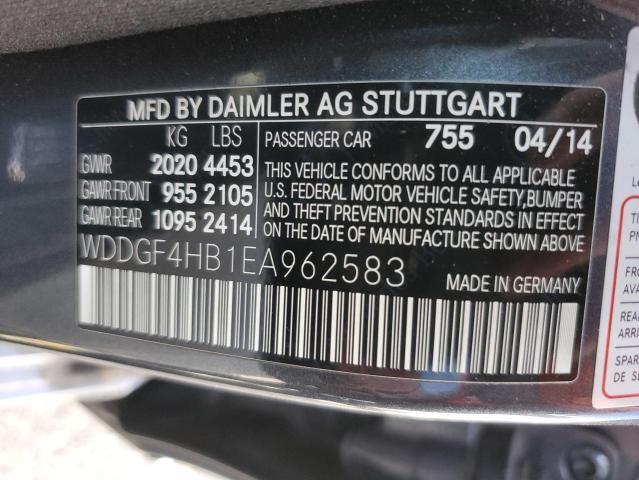 MFD BY DAIMLER AG STUTTGART
KG LBS
GVWR 2020 4453
GAWR FRONT 955 2105
GAWR REAR 1095 2414
PASSENGER CAR 755 04/14
THIS VEHICLE CONFORMS TO ALL APPLICABLE
U.S. FEDERAL MOTOR VEHICLE SAFETY,BUMPER
AND THEFT PREVENTION STANDARDS IN EFFECT
ON THE DATE OF MANUFACTURE SHOWN ABOVE
WDDGF4HB1EA962583
MADE IN GERMANY